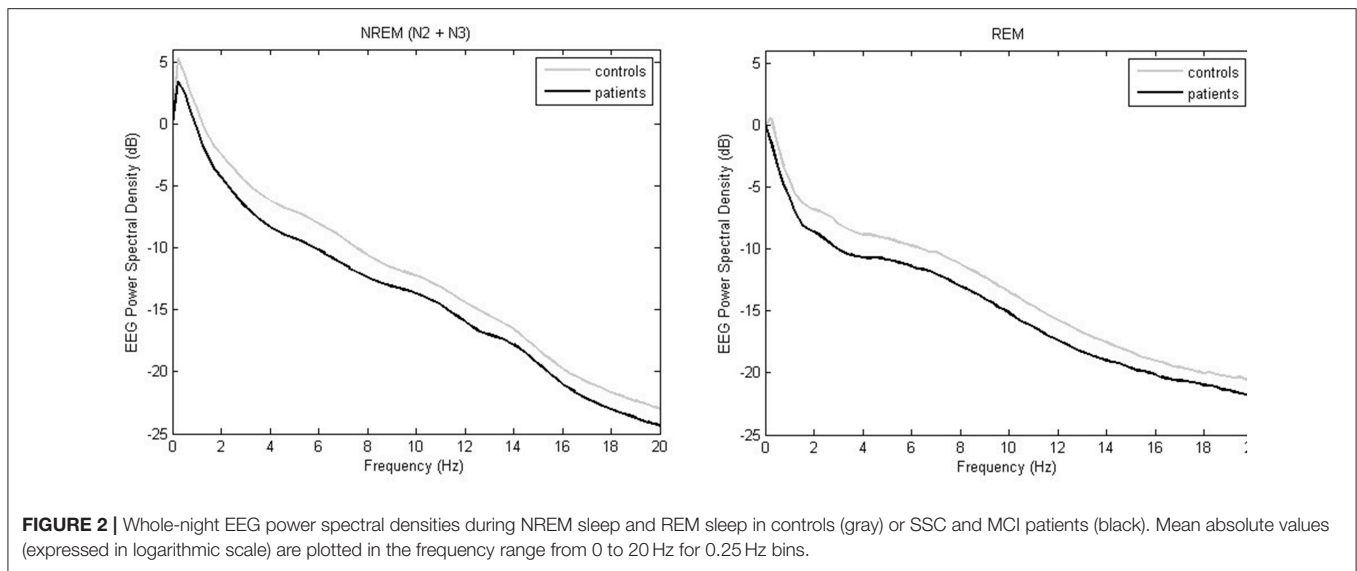 NREM (N2 + N3)
controls
patients
EEG Power Spectral Density (dB)
5
0
-5
-10
-15
-20
-25
0 2 4 6 8 10 12 14 16 18 20
Frequency (Hz)
REM
controls
patients
EEG Power Spectral Density (dB)
5
0
-5
-10
-15
-20
-25
0 2 4 6 8 10 12 14 16 18
Frequency (Hz)
FIGURE 2 | Whole-night EEG power spectral densities during NREM sleep and REM sleep in controls (gray) or SSC and MCI patients (black). Mean absolute values
(expressed in logarithmic scale) are plotted in the frequency range from 0 to 20 Hz for 0.25 Hz bins.